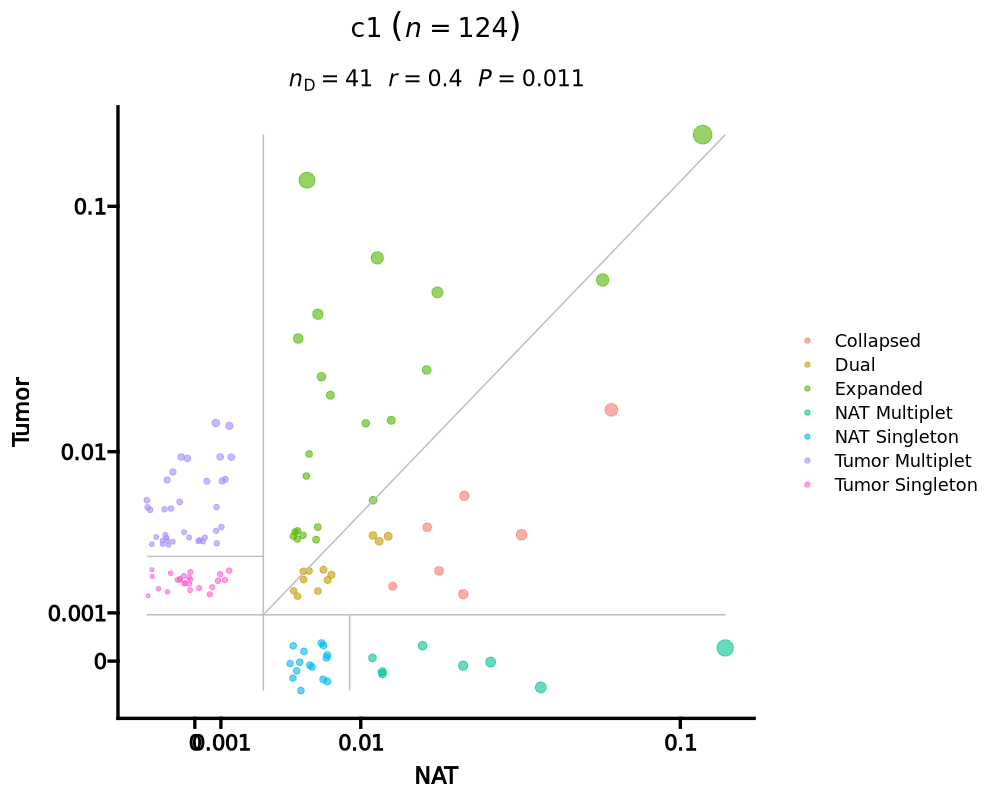 c1 (n = 124)
nD = 41 r = 0.4 P = 0.011
Tumor
0.1
0.01
0.001
0
0
0.001
0.01
0.1
NAT
Collapsed
Dual
Expanded
NAT Multiplet
NAT Singleton
Tumor Multiplet
Tumor Singleton